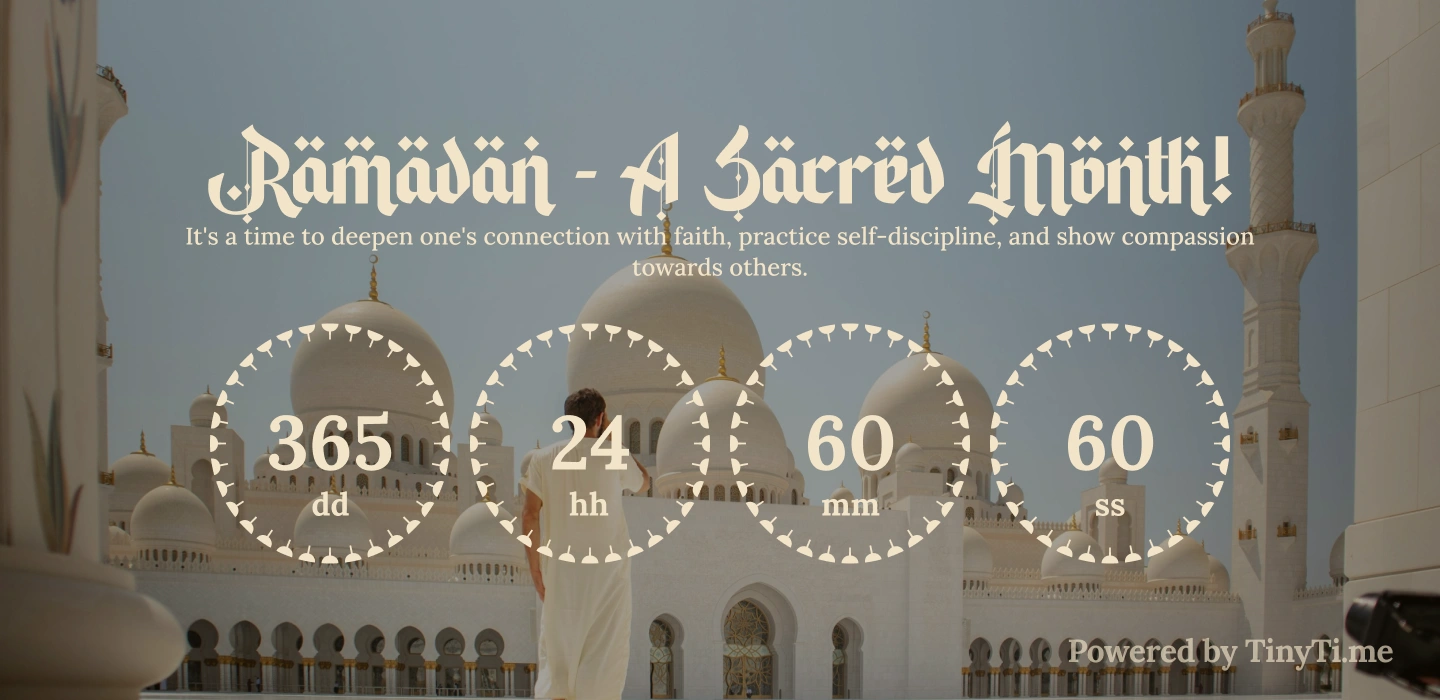 Ramadan - A Sacred Month!
It's a time to deepen one's connection with faith, practice self-discipline, and show compassion
towards others.
365 24 60 60
dd hh mm ss
Powered by TinyTi.me